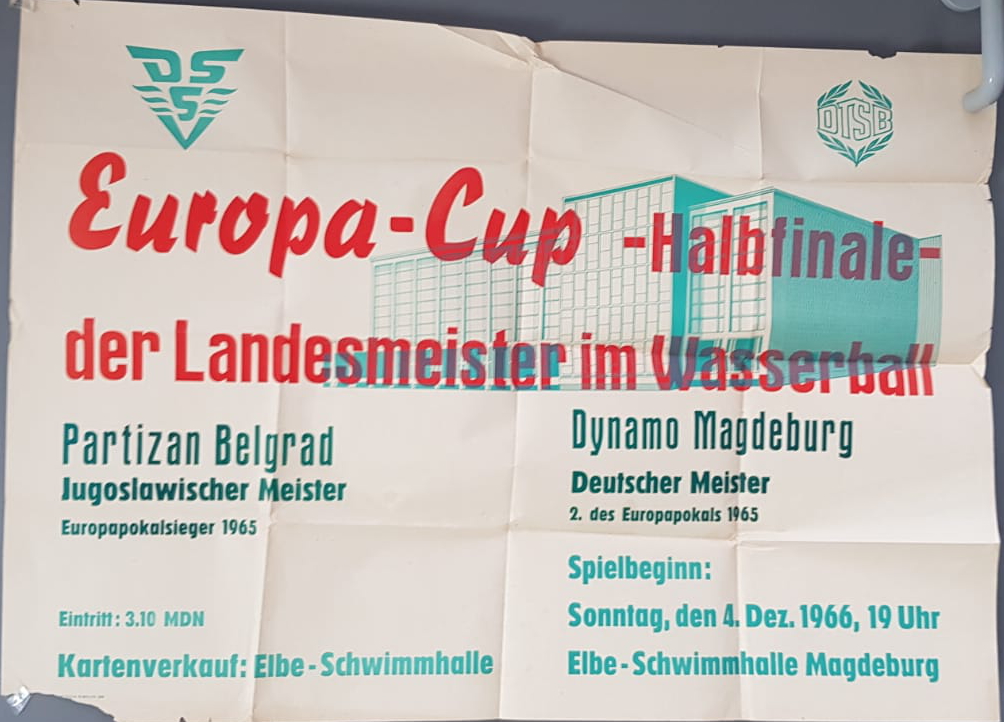 DSSV
DTSB
Europa-Cup -Halbfinale-
der Landesmeister im Wasserball
Partizan Belgrad
Jugoslawischer Meister
Europapokalsieger 1965
Dynamo Magdeburg
Deutscher Meister
2. des Europapokals 1965
Spielbeginn:
Sonntag, den 4. Dez. 1966, 19 Uhr
Elbe-Schwimmhalle Magdeburg
Eintritt: 3.10 MDN
Kartenverkauf: Elbe-Schwimmhalle